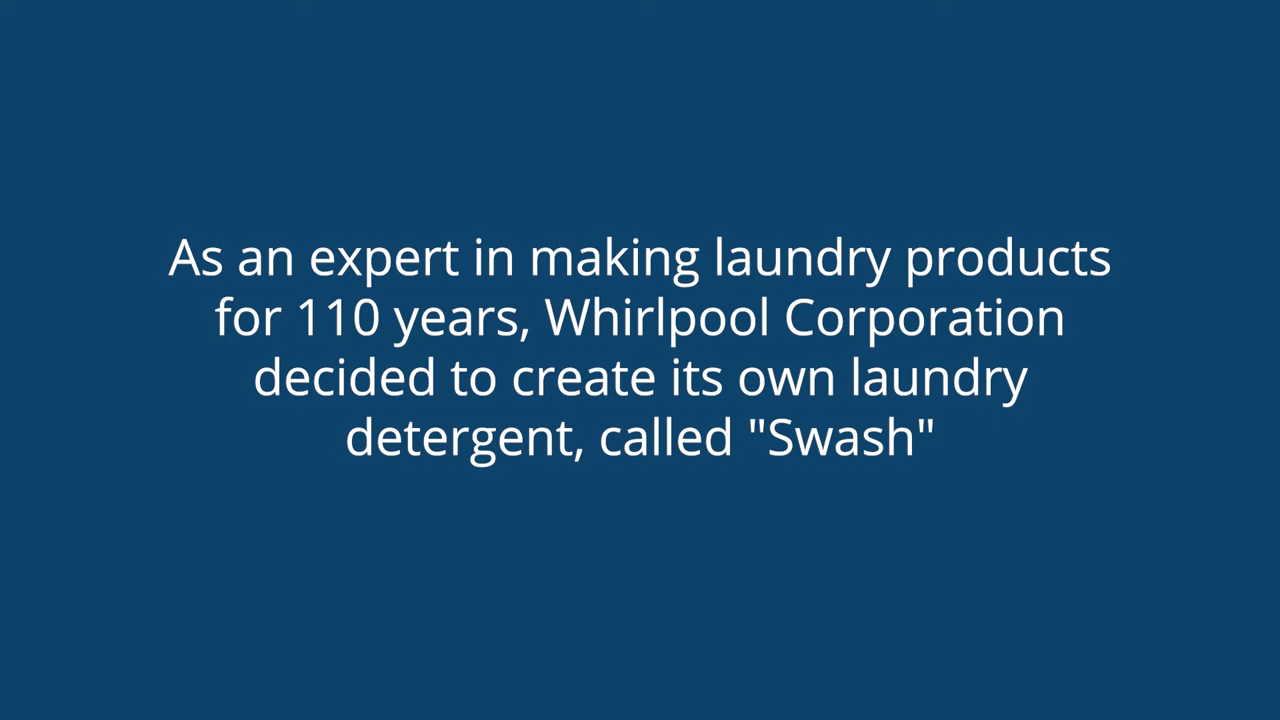 As an expert in making laundry products
for 110 years, Whirlpool Corporation
decided to create its own laundry
detergent, called "Swash"